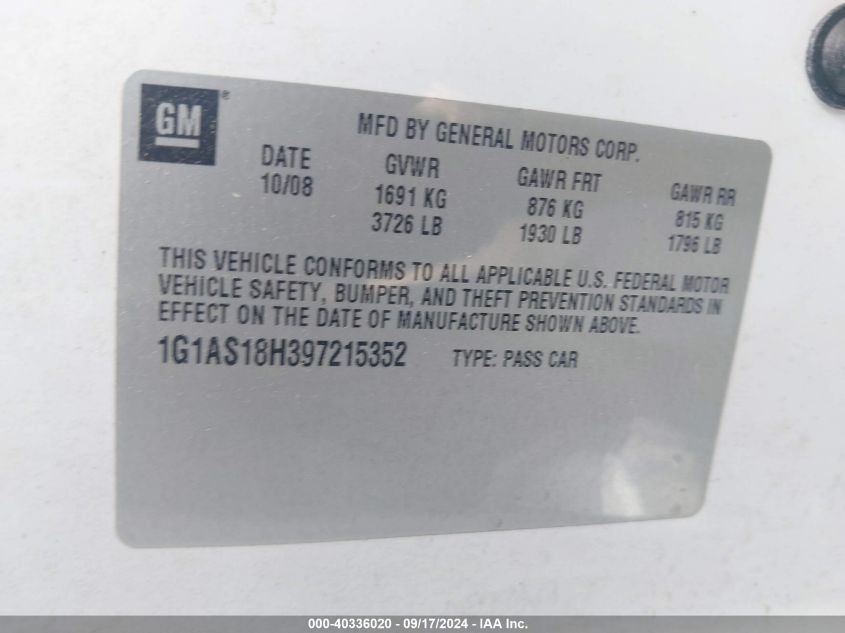 GM®
MFD BY GENERAL MOTORS CORP.
DATE GVWR GAWR FRT GAWR RR
10/08 1691 KG 876 KG 815 KG
3726 LB 1930 LB 1796 LB
THIS VEHICLE CONFORMS TO ALL APPLICABLE U.S. FEDERAL MOTOR
VEHICLE SAFETY, BUMPER, AND THEFT PREVENTION STANDARDS IN
EFFECT ON THE DATE OF MANUFACTURE SHOWN ABOVE.
1G1AS18H397215352 TYPE: PASS CAR
000-40336020 - 09/17/2024 - IAA Inc.